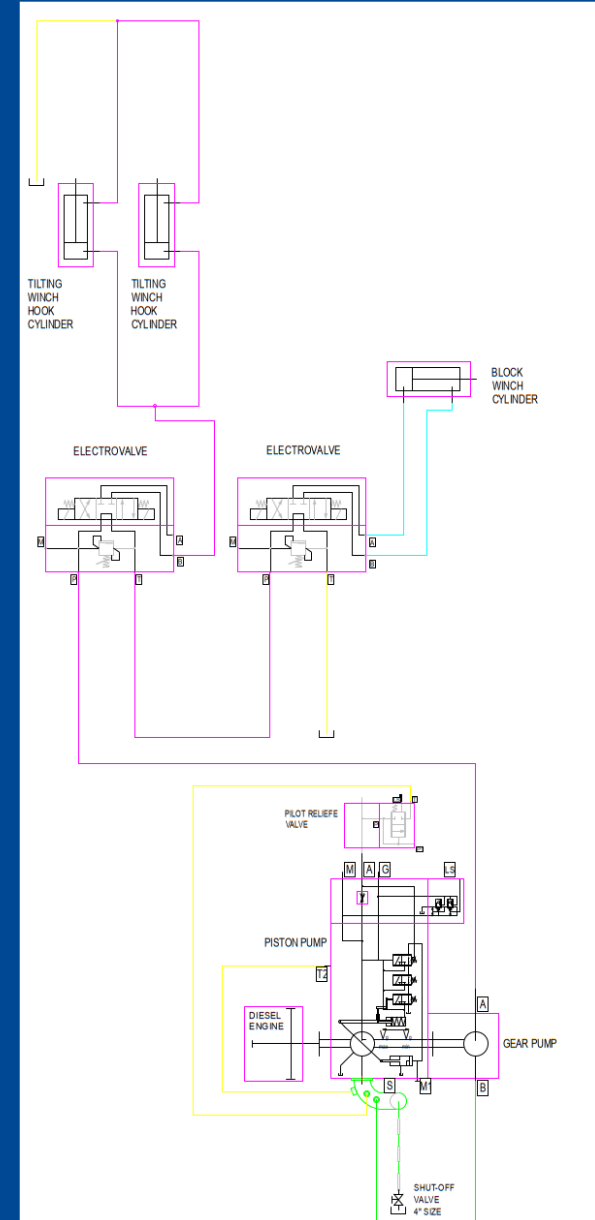 TILTING
WINCH
HOOK
CYLINDER
TILTING
WINCH
HOOK
CYLINDER
BLOCK
WINCH
CYLINDER
ELECTROVALVE
ELECTROVALVE
M
A
B
P
T
M
A
B
P
T
PILOT RELIEFE
VALVE
M
A
G
LS
PISTON PUMP
T2
DIESEL
ENGINE
A
GEAR PUMP
S
M1
B
SHUT-OFF
VALVE
4" SIZE